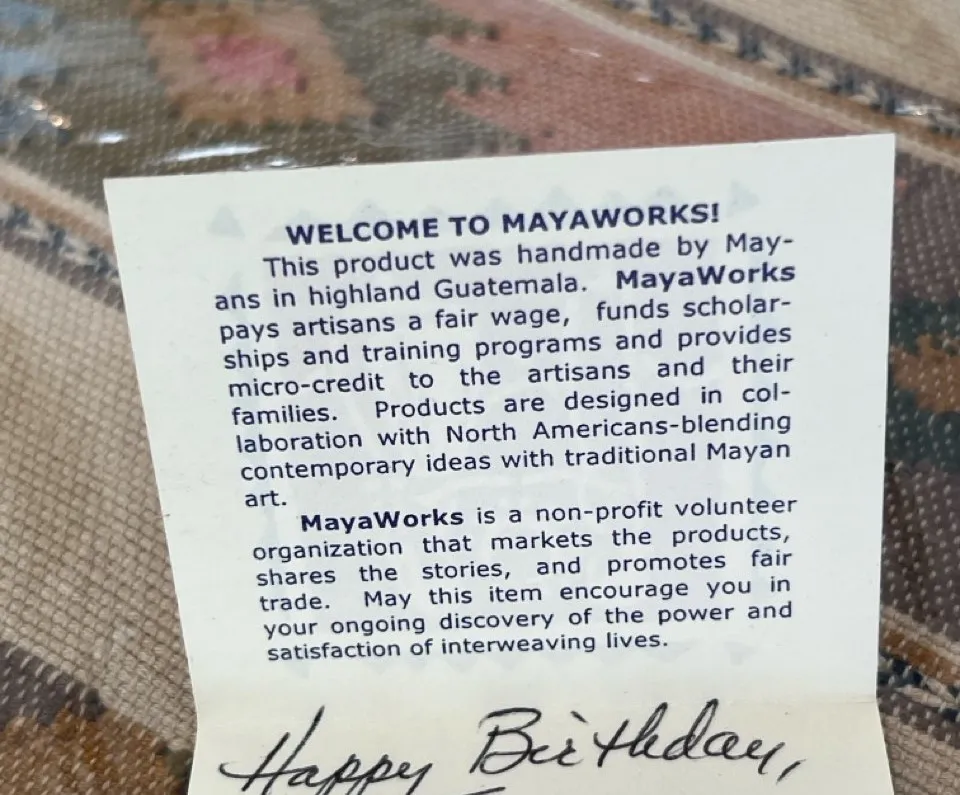 WELCOME TO MAYAWORKS!
This product was handmade by May-
ans in highland Guatemala. MayaWorks
pays artisans a fair wage, funds scholar-
ships and training programs and provides
micro-credit to the artisans and their
families. Products are designed in col-
laboration with North Americans-blending
contemporary ideas with traditional Mayan
art.
MayaWorks is a non-profit volunteer
organization that markets the products,
shares the stories, and promotes fair
trade. May this item encourage you in
your ongoing discovery of the power and
satisfaction of interweaving lives.
Happy Birthday,